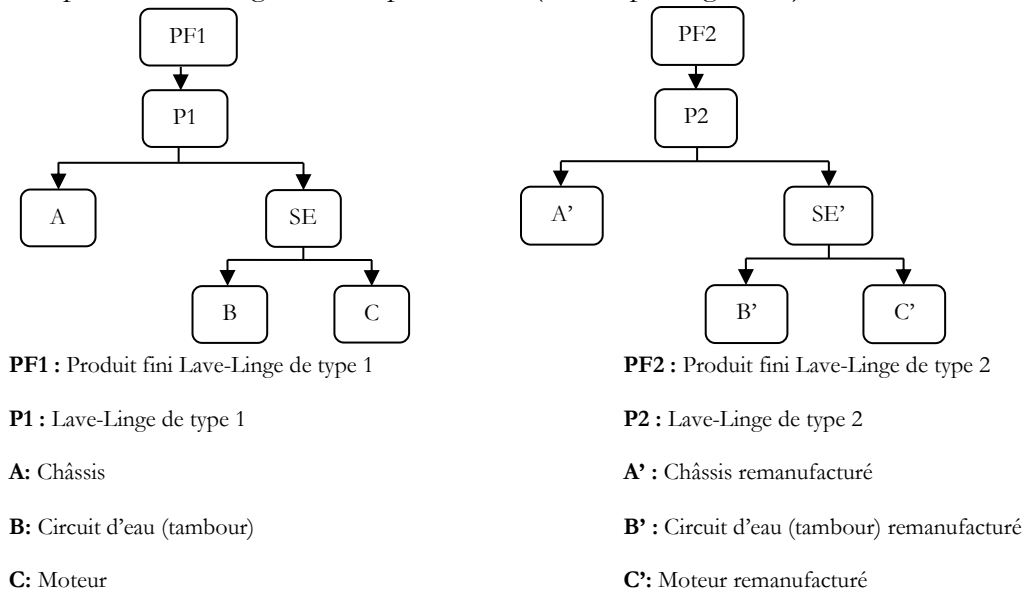 PF1 PF2
P1 P2
A SE A’ SE’
B C B’ C’
PF1 : Produit fini Lave-Linge de type 1
PF2 : Produit fini Lave-Linge de type 2
P1 : Lave-Linge de type 1
P2 : Lave-Linge de type 2
A: Châssis
A’ : Châssis remanufacturé
B: Circuit d’eau (tambour)
B’ : Circuit d’eau (tambour) remanufacturé
C: Moteur
C’: Moteur remanufacturé